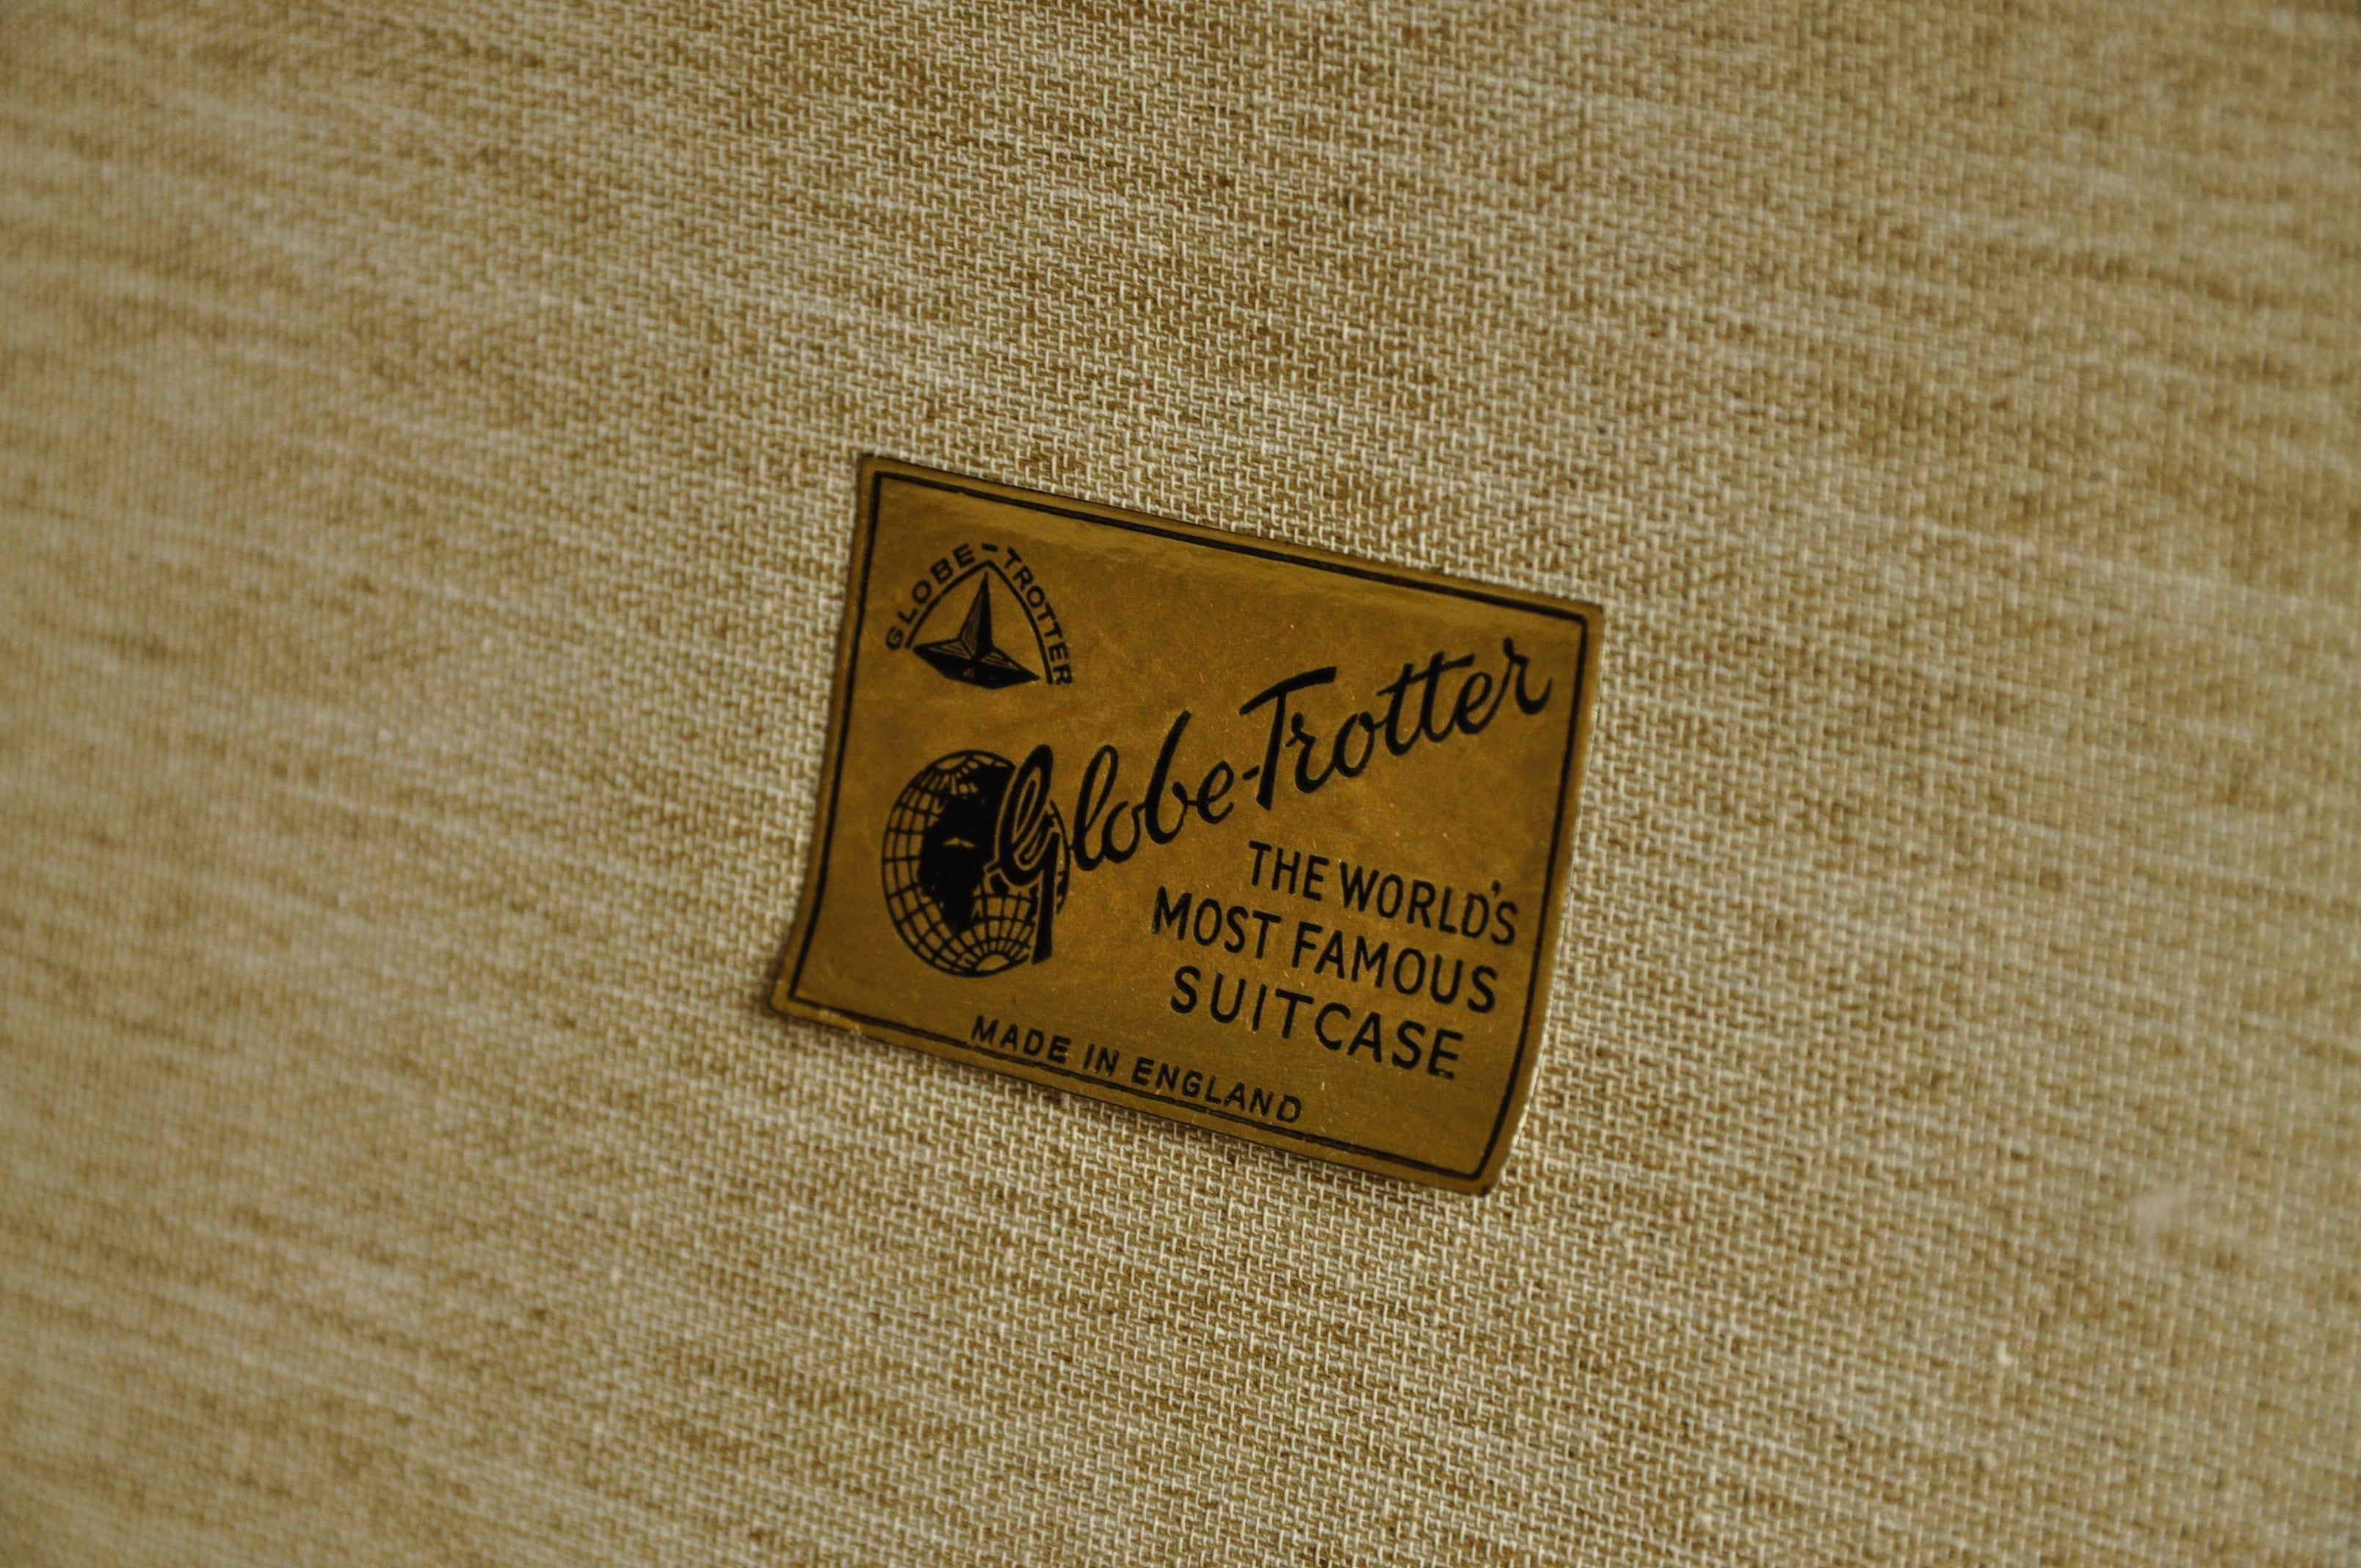 GLOBE-TROTTER
Globe-Trotter
THE WORLD'S
MOST FAMOUS
SUITCASE
MADE IN ENGLAND